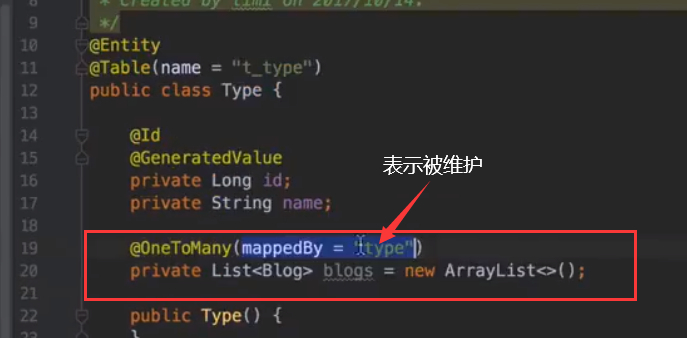 8 * Created by limi on 2017/10/14.
9 */
10 @Entity
11 @Table(name = "t_type")
12 public class Type {
13
14 @Id
15 @GeneratedValue
16 private Long id;
17 private String name;
18
表示被维护
19 @OneToMany(mappedBy = "type")
20 private List<Blog> blogs = new ArrayList<>();
21
22 public Type() {
23 }